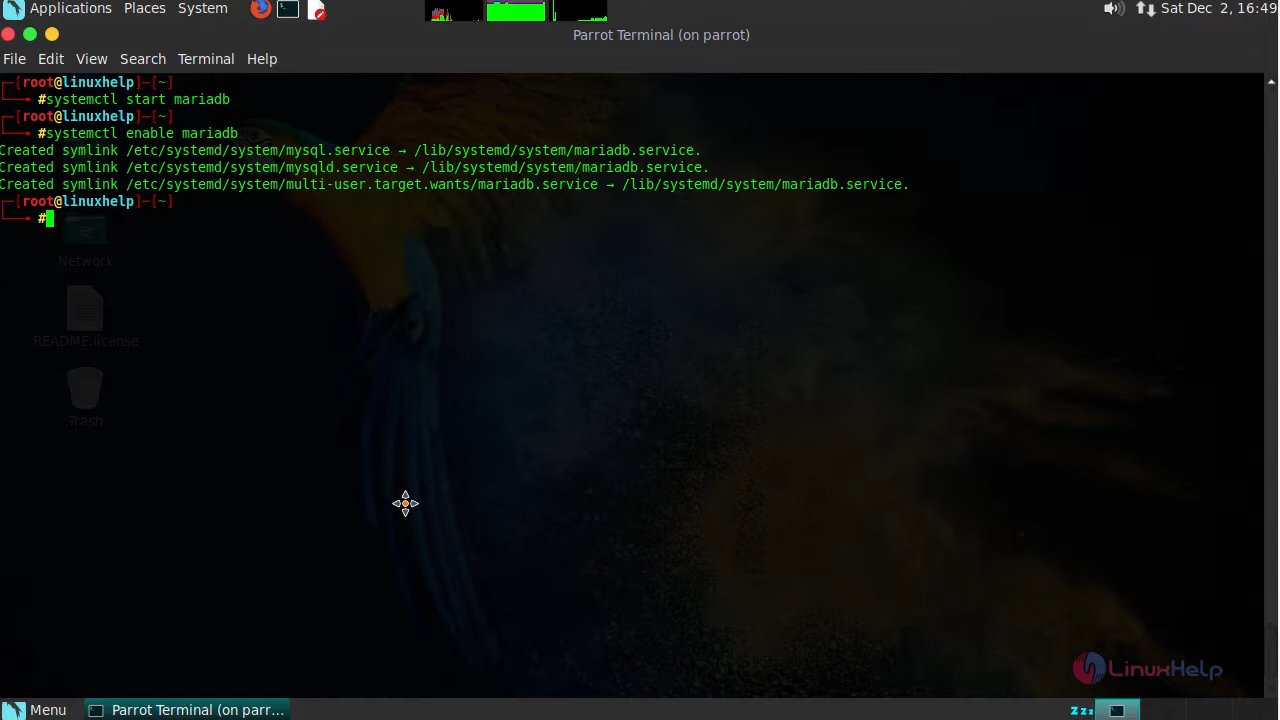 Applications Places System Sat Dec 2, 16:49
Parrot Terminal (on parrot)
File Edit View Search Terminal Help
┌─[root@linuxhelp]─[~]
└──╼ #systemctl start mariadb
┌─[root@linuxhelp]─[~]
└──╼ #systemctl enable mariadb
Created symlink /etc/systemd/system/mysql.service → /lib/systemd/system/mariadb.service.
Created symlink /etc/systemd/system/mysqld.service → /lib/systemd/system/mariadb.service.
Created symlink /etc/systemd/system/multi-user.target.wants/mariadb.service → /lib/systemd/system/mariadb.service.
┌─[root@linuxhelp]─[~]
└──╼ #
Network
README.license
Trash
LinuxHelp
Menu Parrot Terminal (on parr... zzz